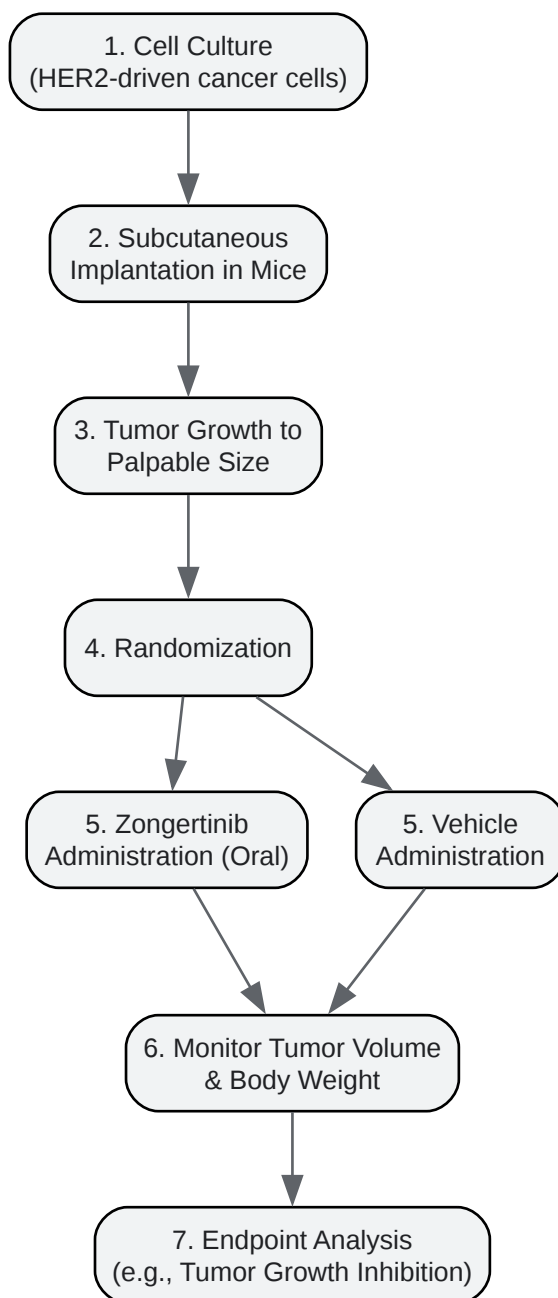 1. Cell Culture
(HER2-driven cancer cells)
2. Subcutaneous
Implantation in Mice
3. Tumor Growth to
Palpable Size
4. Randomization
5. Zongertinib
Administration (Oral)
5. Vehicle
Administration
6. Monitor Tumor Volume
& Body Weight
7. Endpoint Analysis
(e.g., Tumor Growth Inhibition)